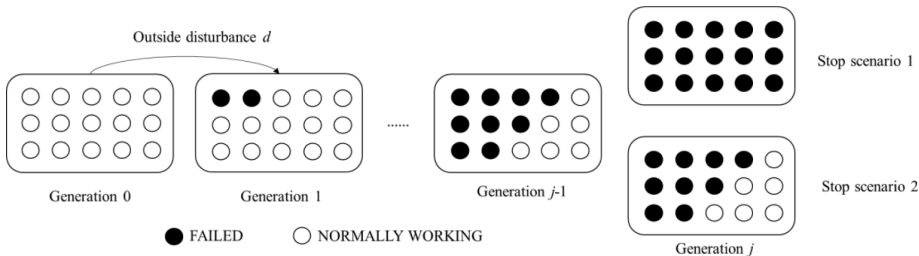 Outside disturbance d
Stop scenario 1
......
Generation 0
Generation 1
Generation j-1
Stop scenario 2
FAILED
NORMALLY WORKING
Generation j